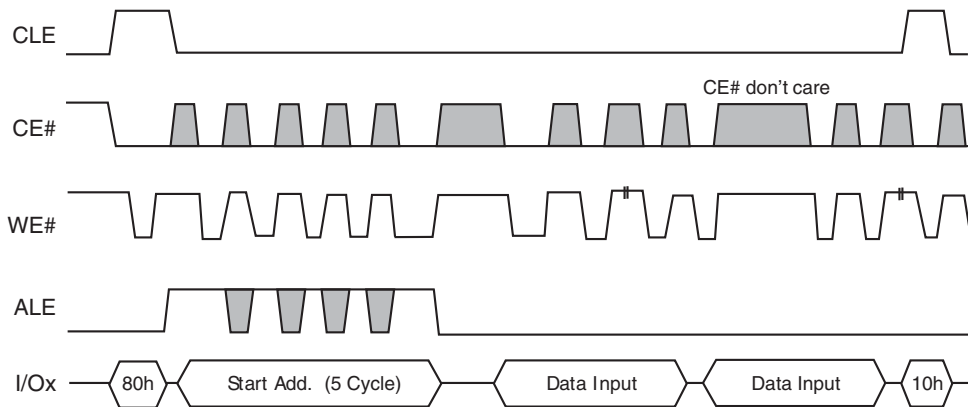 CLE
CE# don't care
CE#
WE#
ALE
I/Ox 80h Start Add. (5 Cycle) Data Input Data Input 10h